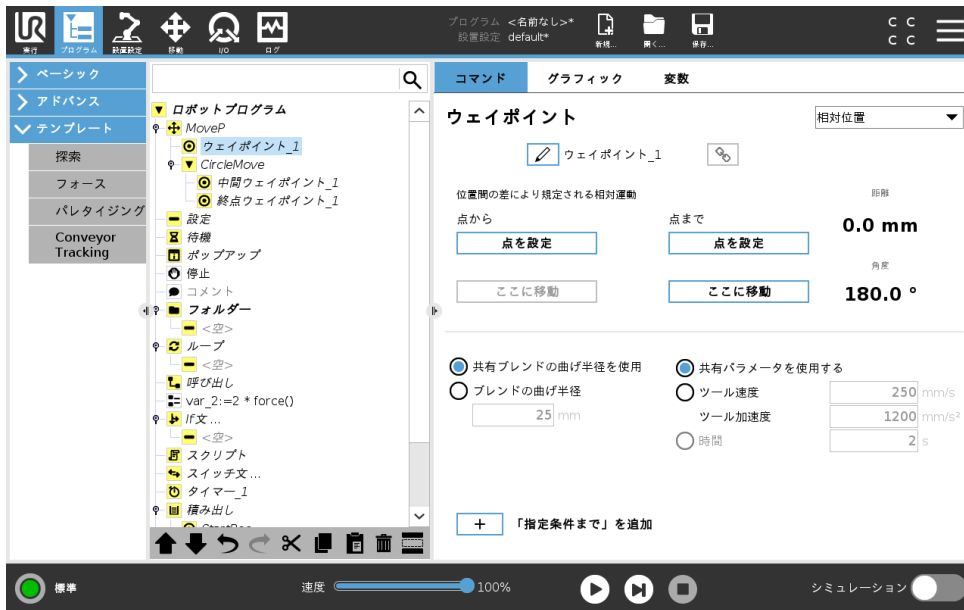 UR
実行
プログラム
設置設定
移動
I/O
ログ
プログラム <名前なし>*
設置設定 default*
新規...
開く...
保存...
C C
C C
ベーシック
アドバンス
テンプレート
探索
フォース
パレタイジング
Conveyor
Tracking
ロボットプログラム
MoveP
ウェイポイント_1
CircleMove
中間ウェイポイント_1
終点ウェイポイント_1
設定
待機
ポップアップ
停止
コメント
フォルダー
<空>
ループ
<空>
呼び出し
var_2:=2 * force()
If文 ...
<空>
スクリプト
スイッチ文 ...
タイマー_1
積み出し
コマンド グラフィック 変数
ウェイポイント 相対位置
ウェイポイント_1
位置間の差により規定される相対運動 距離
点から 点まで 0.0 mm
点を設定 点を設定
角度
ここに移動 ここに移動 180.0 °
共有ブレンドの曲げ半径を使用 共有パラメータを使用する
ブレンドの曲げ半径 ツール速度 250 mm/s
25 mm ツール加速度 1200 mm/s²
時間 2 s
+ 「指定条件まで」を追加
標準
速度 100%
シミュレーション